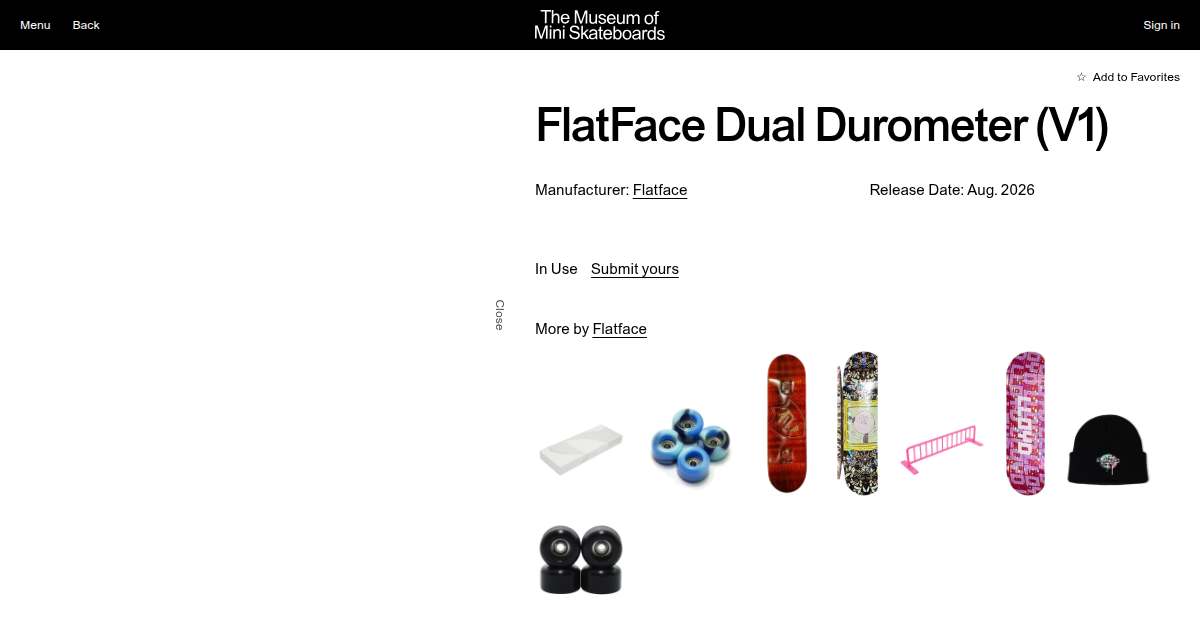 Menu
Back
The Museum of
Mini Skateboards
Sign in
☆ Add to Favorites
FlatFace Dual Durometer (V1)
Manufacturer: Flatface
Release Date: Aug. 2026
In Use Submit yours
Close
More by Flatface